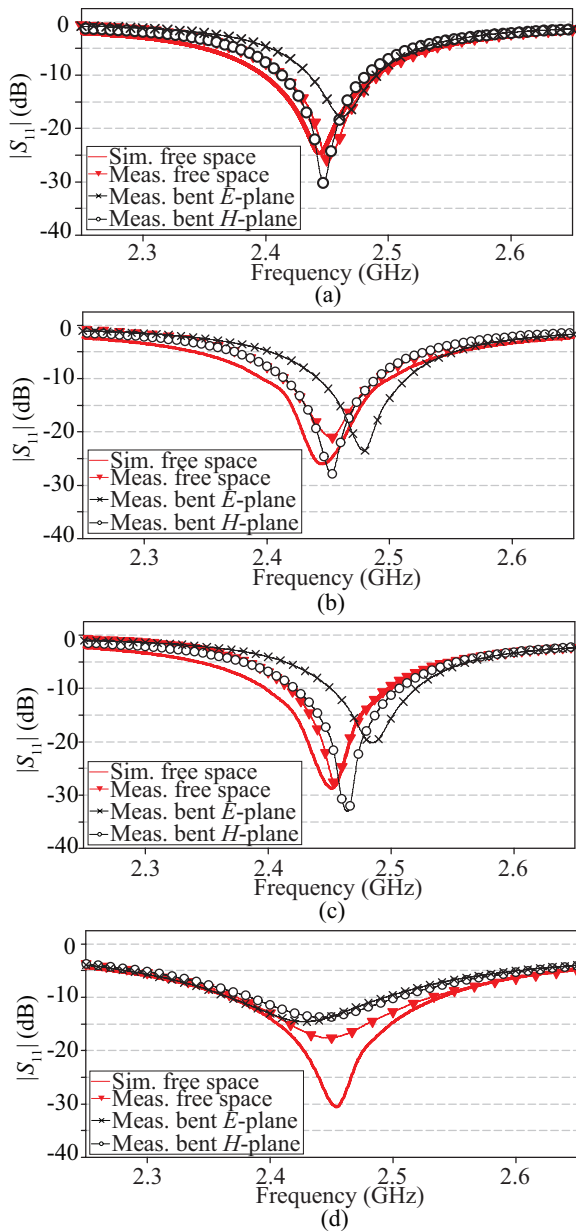 0
-10
-20
-30
-40
|S11| (dB)
Sim. free space
Meas. free space
Meas. bent E-plane
Meas. bent H-plane
2.3 2.4 2.5 2.6
Frequency (GHz)
(a)
0
-10
-20
-30
-40
|S11| (dB)
Sim. free space
Meas. free space
Meas. bent E-plane
Meas. bent H-plane
2.3 2.4 2.5 2.6
Frequency (GHz)
(b)
0
-10
-20
-30
-40
|S11| (dB)
Sim. free space
Meas. free space
Meas. bent E-plane
Meas. bent H-plane
2.3 2.4 2.5 2.6
Frequency (GHz)
(c)
0
-10
-20
-30
-40
|S11| (dB)
Sim. free space
Meas. free space
Meas. bent E-plane
Meas. bent H-plane
2.3 2.4 2.5 2.6
Frequency (GHz)
(d)